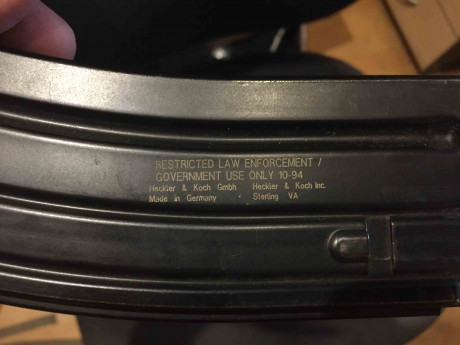 RESTRICTED LAW ENFORCEMENT /
GOVERNMENT USE ONLY 10-94
Heckler & Koch Gmbh Heckler & Koch Inc.
Made in Germany Sterling VA